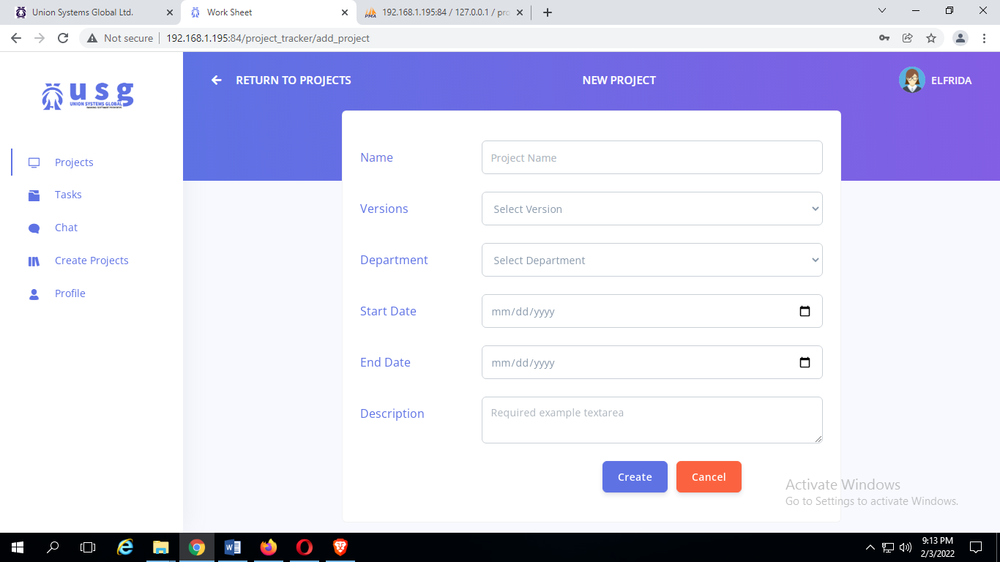 Union Systems Global Ltd.
Work Sheet
192.168.1.195:84 / 127.0.0.1 / pro
Not secure
192.168.1.195:84/project_tracker/add_project
usg
UNION SYSTEMS GLOBAL
RETURN TO PROJECTS
NEW PROJECT
ELFRIDA
Projects
Tasks
Chat
Create Projects
Profile
Name
Project Name
Versions
Select Version
Department
Select Department
Start Date
mm/dd/yyyy
End Date
mm/dd/yyyy
Description
Required example textarea
Create
Cancel
Activate Windows
Go to Settings to activate Windows.
9:13 PM
2/3/2022